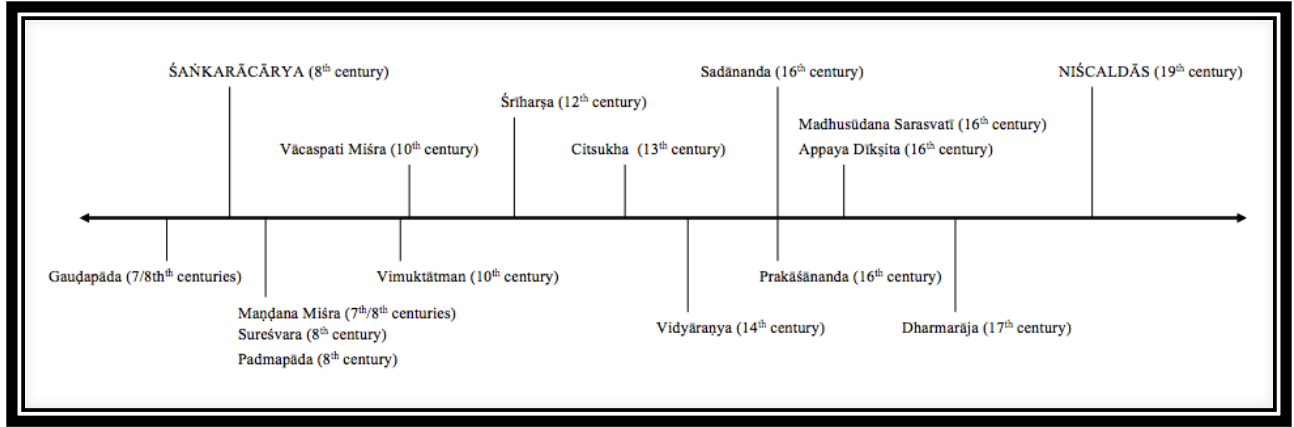 ŚAṄKARĀCĀRYA (8th century)
Sadānanda (16th century)
NIŚCALDĀS (19th century)
Śrīharṣa (12th century)
Madhusūdana Sarasvatī (16th century)
Vācaspati Miśra (10th century)
Citsukha (13th century)
Appaya Dīkṣita (16th century)
Gauḍapāda (7/8thth centuries)
Vimuktātman (10th century)
Prakāśānanda (16th century)
Maṇḍana Miśra (7th/8th centuries)
Sureśvara (8th century)
Vidyāraṇya (14th century)
Dharmarāja (17th century)
Padmapāda (8th century)